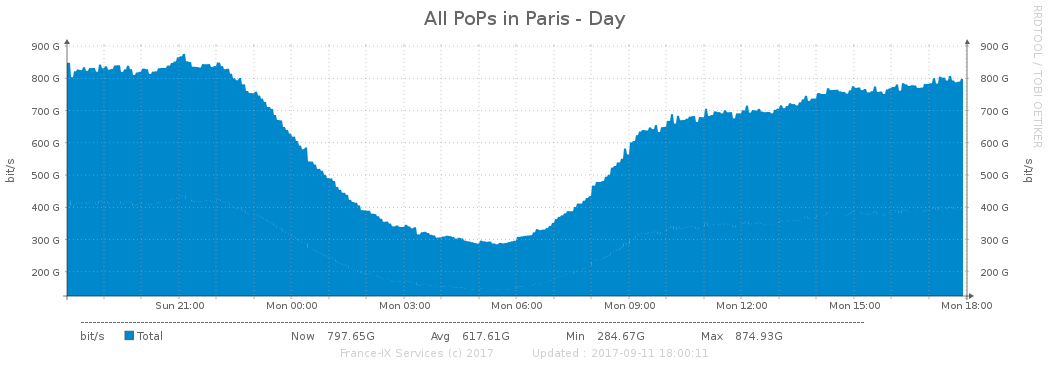 All PoPs in Paris - Day
RRDTOOL / TOBI OETIKER
bit/s
900 G
800 G
700 G
600 G
500 G
400 G
300 G
200 G
900 G
800 G
700 G
600 G
500 G
400 G
300 G
200 G
bit/s
Sun 21:00 Mon 00:00 Mon 03:00 Mon 06:00 Mon 09:00 Mon 12:00 Mon 15:00 Mon 18:00
bit/s Total Now 797.65G Avg 617.61G Min 284.67G Max 874.93G
France-IX Services (c) 2017 Updated : 2017-09-11 18:00:11